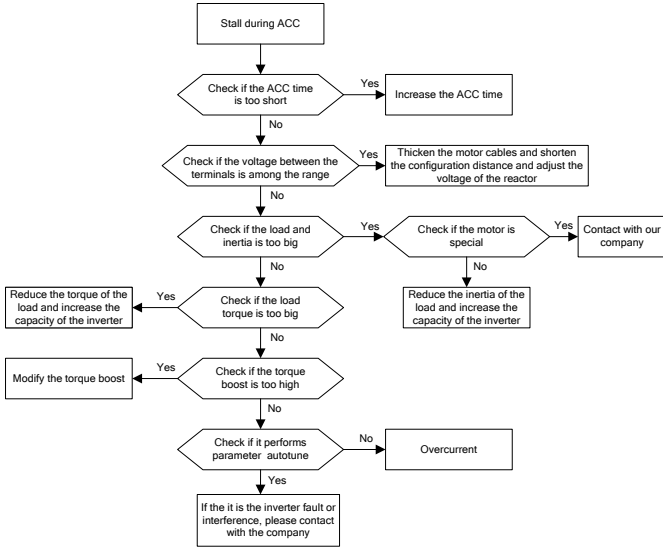 Stall during ACC
Check if the ACC time
is too short
Yes
Increase the ACC time
No
Check if the voltage between the
terminals is among the range
Yes
Thicken the motor cables and shorten
the configuration distance and adjust the
voltage of the reactor
No
Check if the load and
inertia is too big
Yes
Check if the motor is
special
Yes
Contact with our
company
No
No
Reduce the torque of the
load and increase the
capacity of the inverter
Yes
Check if the load
torque is too big
Reduce the inertia of the
load and increase the
capacity of the inverter
No
Modify the torque boost
Yes
Check if the torque
boost is too high
No
Check if it performs
parameter autotune
No
Overcurrent
Yes
If the it is the inverter fault or
interference, please contact
with the company